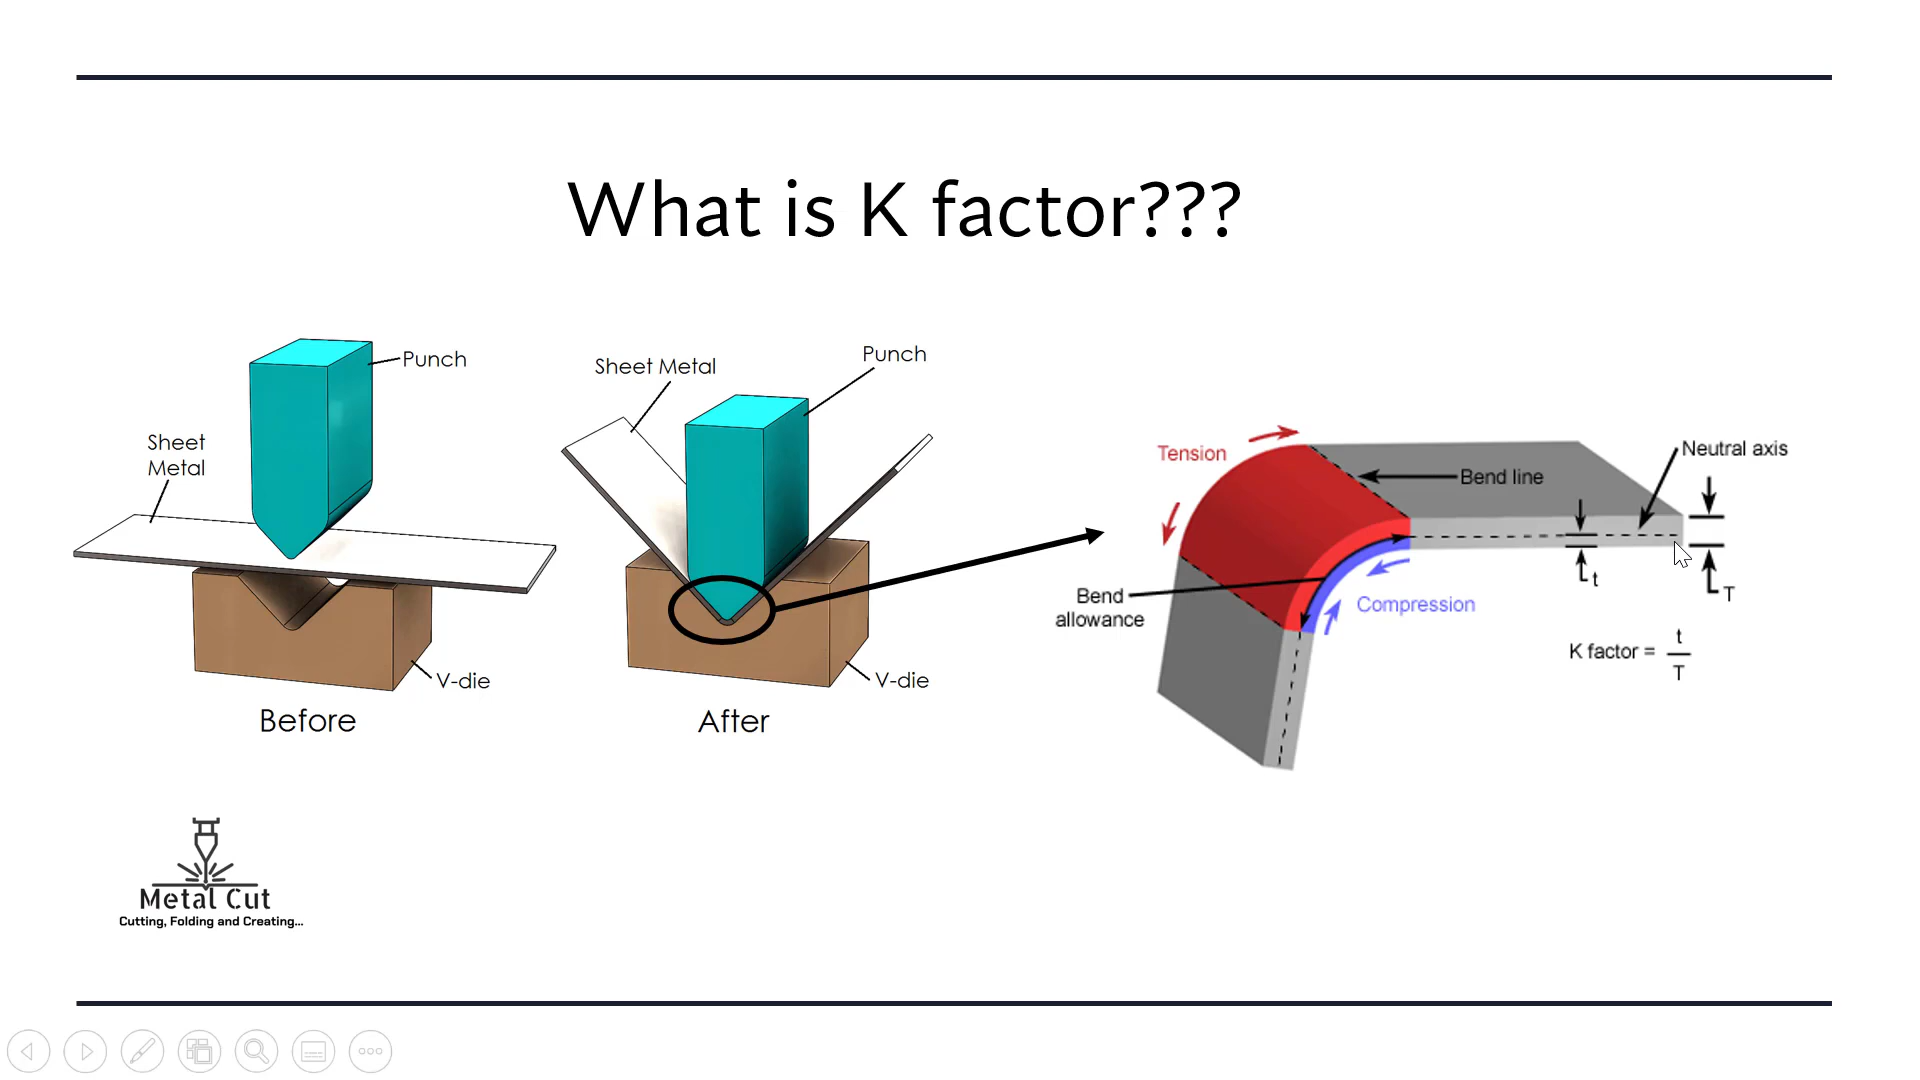 What is K factor???
Punch
Sheet
Metal
V-die
Before
Sheet Metal
Punch
V-die
After
Tension
Bend line
Neutral axis
Bend
allowance
Compression
t
T
K factor = t
T
Metal Cut
Cutting, Folding and Creating...